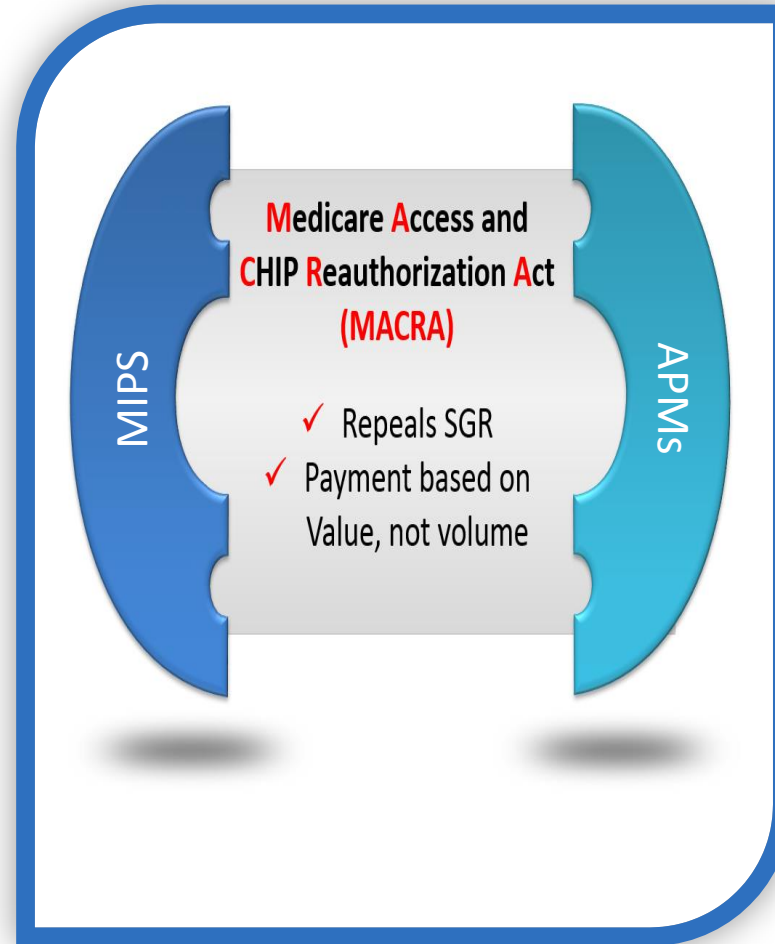 MIPS
Medicare Access and
CHIP Reauthorization Act
(MACRA)
✓ Repeals SGR
✓ Payment based on
Value, not volume
APMs